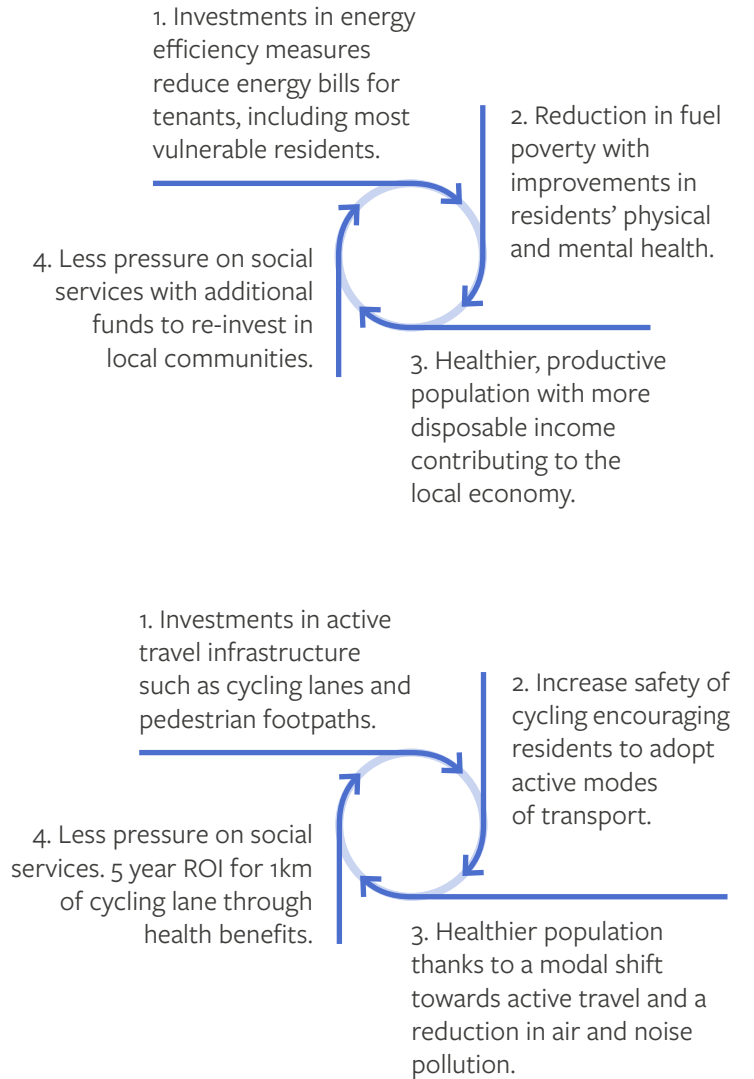 1. Investments in energy
efficiency measures
reduce energy bills for
tenants, including most
vulnerable residents.
2. Reduction in fuel
poverty with
improvements in
residents’ physical
and mental health.
3. Healthier, productive
population with more
disposable income
contributing to the
local economy.
4. Less pressure on social
services with additional
funds to re-invest in
local communities.
1. Investments in active
travel infrastructure
such as cycling lanes and
pedestrian footpaths.
2. Increase safety of
cycling encouraging
residents to adopt
active modes
of transport.
3. Healthier population
thanks to a modal shift
towards active travel and a
reduction in air and noise
pollution.
4. Less pressure on social
services. 5 year ROI for 1km
of cycling lane through
health benefits.